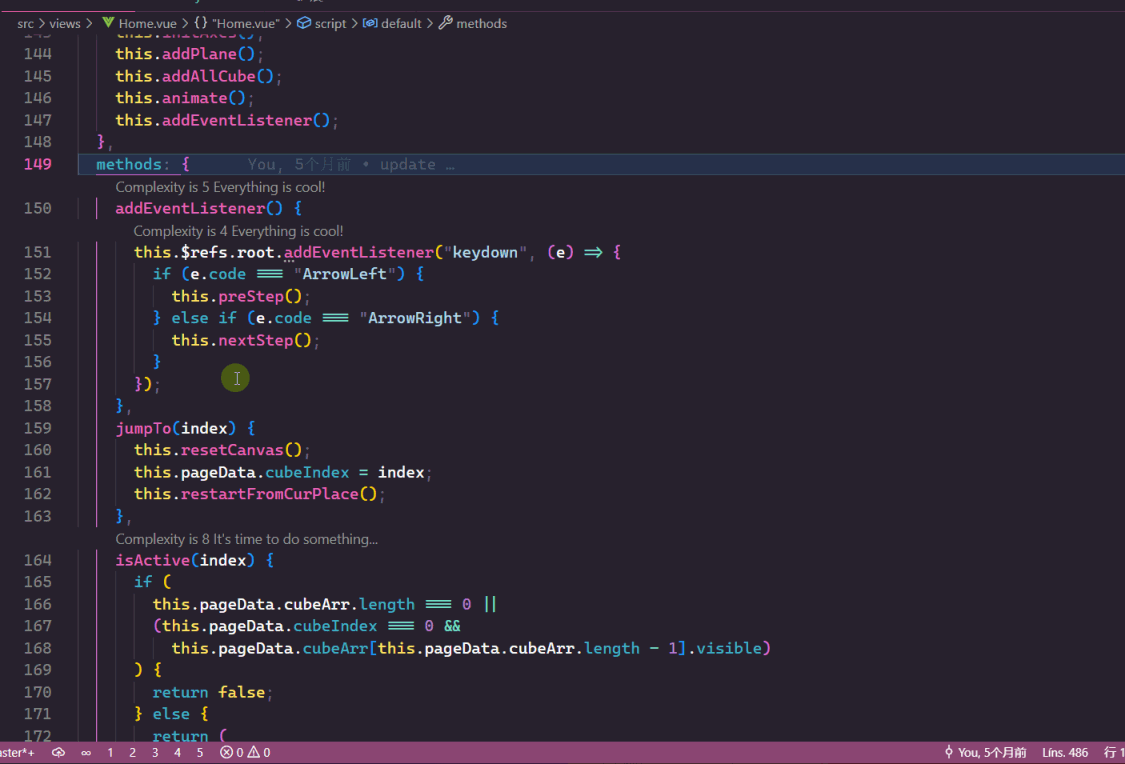 src > views > Home.vue > {} "Home.vue" > script > default > methods
143 this.initAxes();
144 this.addPlane();
145 this.addAllCube();
146 this.animate();
147 this.addEventListener();
148 },
149 methods: { You, 5个月前 • update …
Complexity is 5 Everything is cool!
150 addEventListener() {
Complexity is 4 Everything is cool!
151 this.$refs.root.addEventListener("keydown", (e) => {
152 if (e.code === "ArrowLeft") {
153 this.preStep();
154 } else if (e.code === "ArrowRight") {
155 this.nextStep();
156 }
157 });
158 },
159 jumpTo(index) {
160 this.resetCanvas();
161 this.pageData.cubeIndex = index;
162 this.restartFromCurPlace();
163 },
Complexity is 8 It's time to do something...
164 isActive(index) {
165 if (
166 this.pageData.cubeArr.length === 0 ||
167 (this.pageData.cubeIndex === 0 &&
168 this.pageData.cubeArr[this.pageData.cubeArr.length - 1].visible)
169 ) {
170 return false;
171 } else {
172 return (
aster*+ ∞ 1 2 3 4 5 0 0 You, 5个月前 Líns. 486 行 1